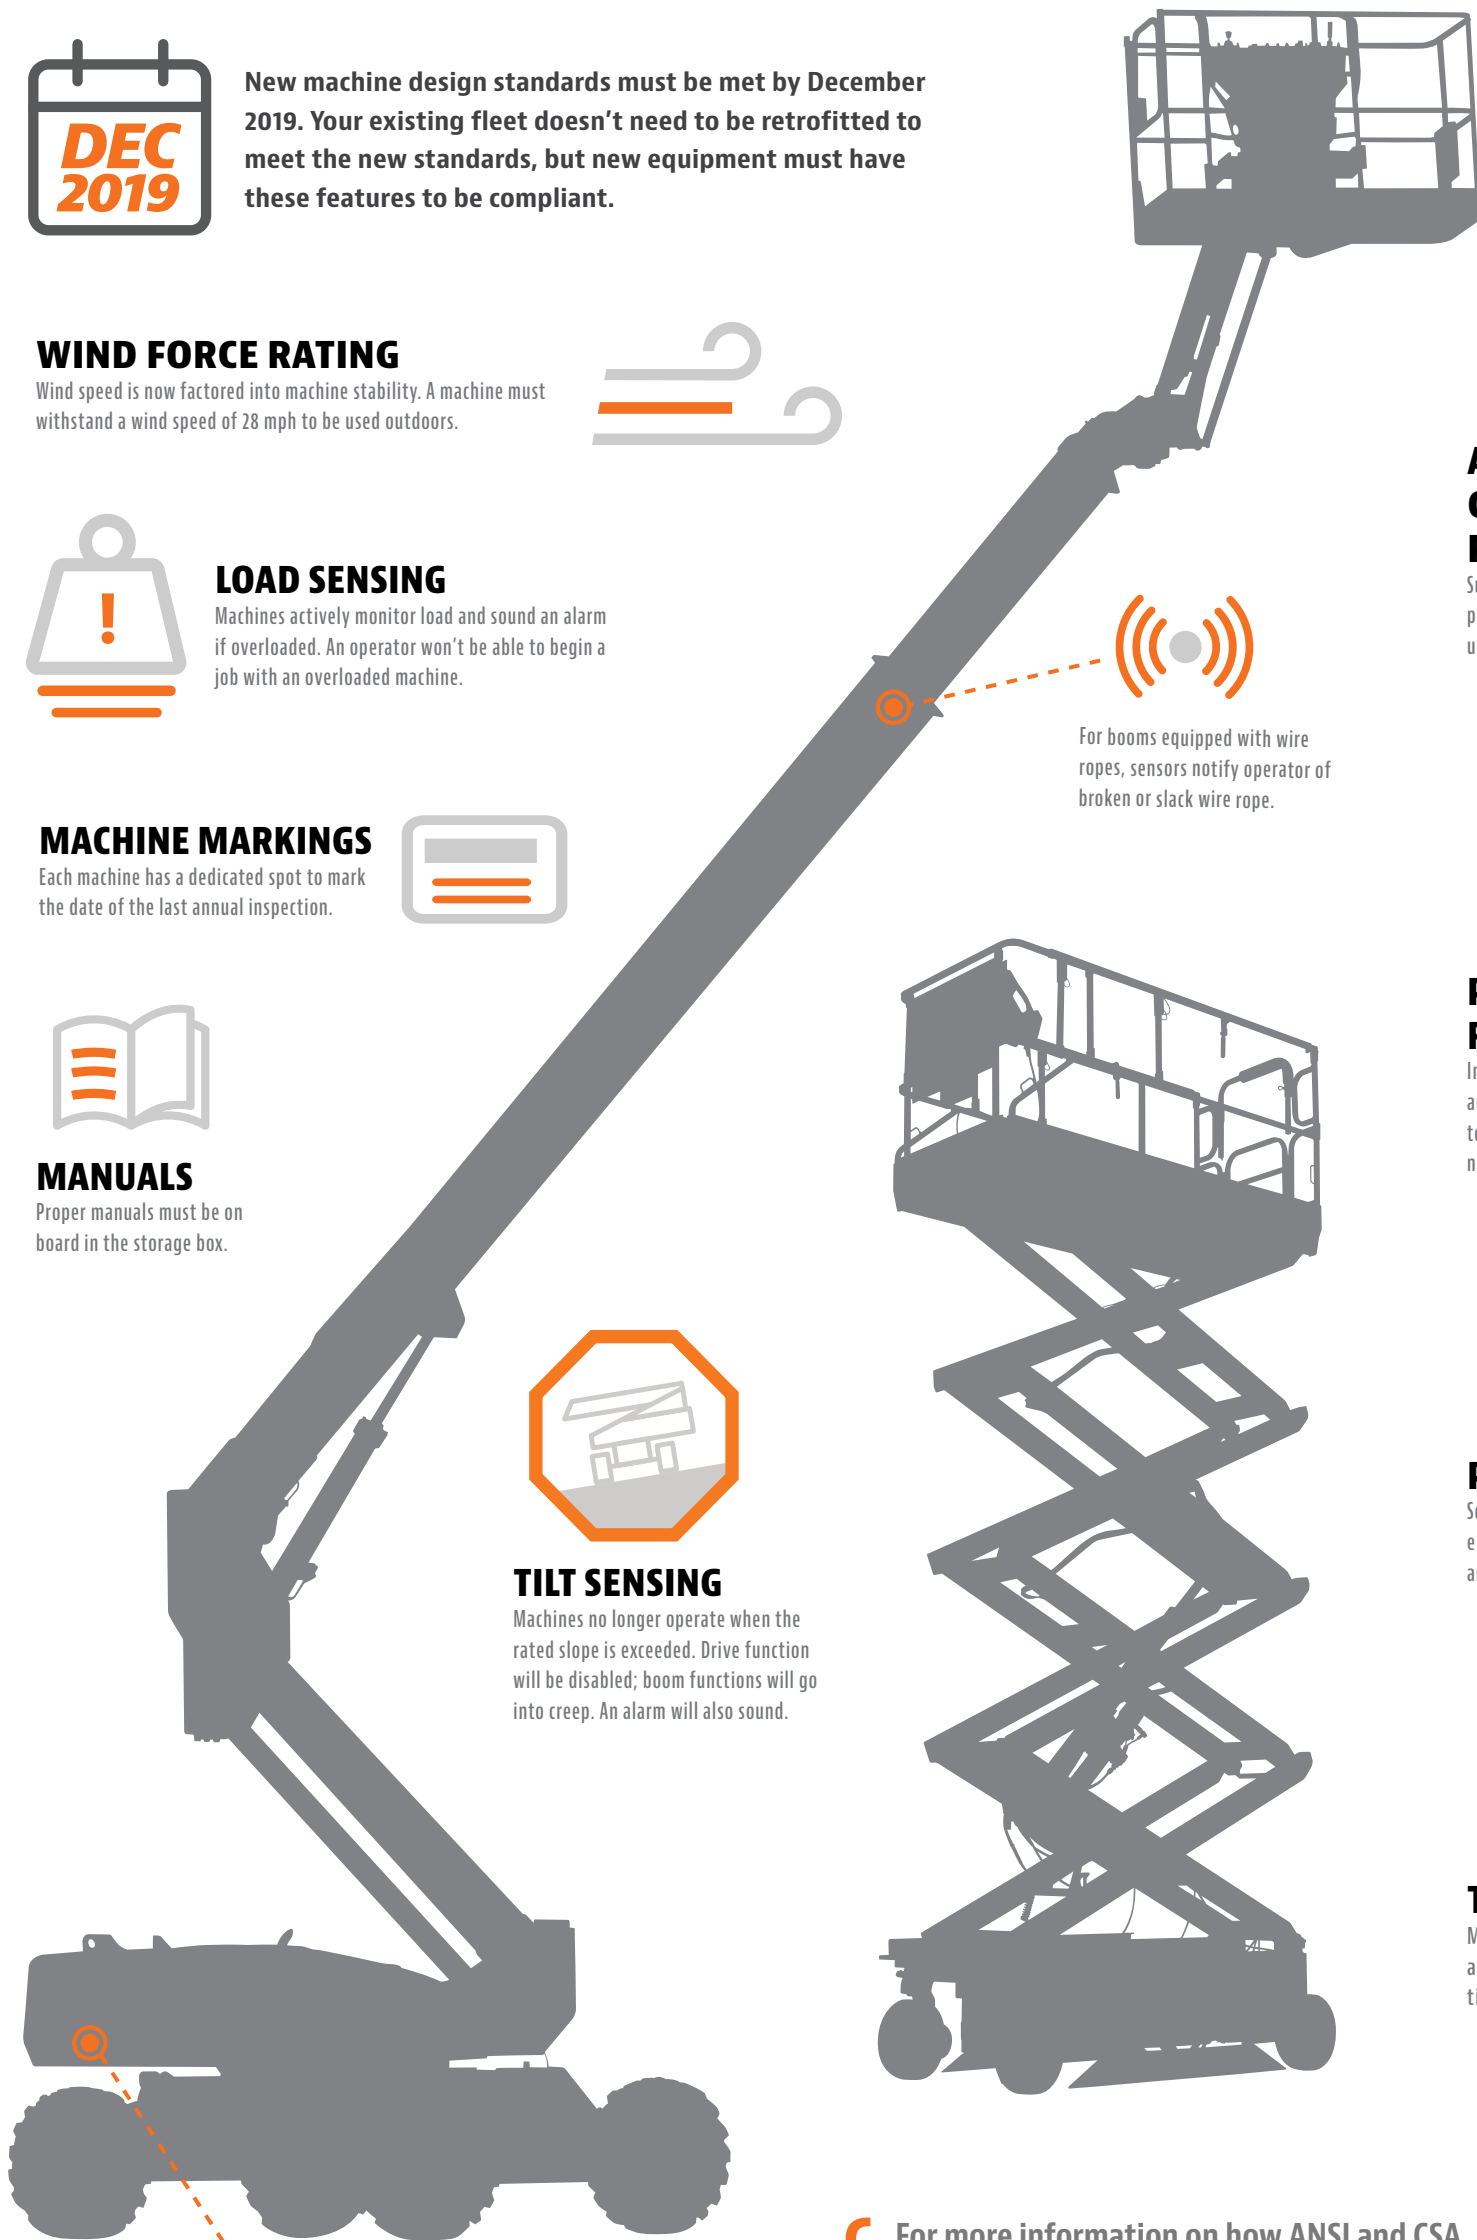 DEC
2019
New machine design standards must be met by December
2019. Your existing fleet doesn't need to be retrofitted to
meet the new standards, but new equipment must have
these features to be compliant.
WIND FORCE RATING
Wind speed is now factored into machine stability. A machine must
withstand a wind speed of 28 mph to be used outdoors.
!
LOAD SENSING
Machines actively monitor load and sound an alarm
if overloaded. An operator won't be able to begin a
job with an overloaded machine.
For booms equipped with wire
ropes, sensors notify operator of
broken or slack wire rope.
MACHINE MARKINGS
Each machine has a dedicated spot to mark
the date of the last annual inspection.
MANUALS
Proper manuals must be on
board in the storage box.
TILT SENSING
Machines no longer operate when the
rated slope is exceeded. Drive function
will be disabled; boom functions will go
into creep. An alarm will also sound.
For more information on how ANSI and CSA